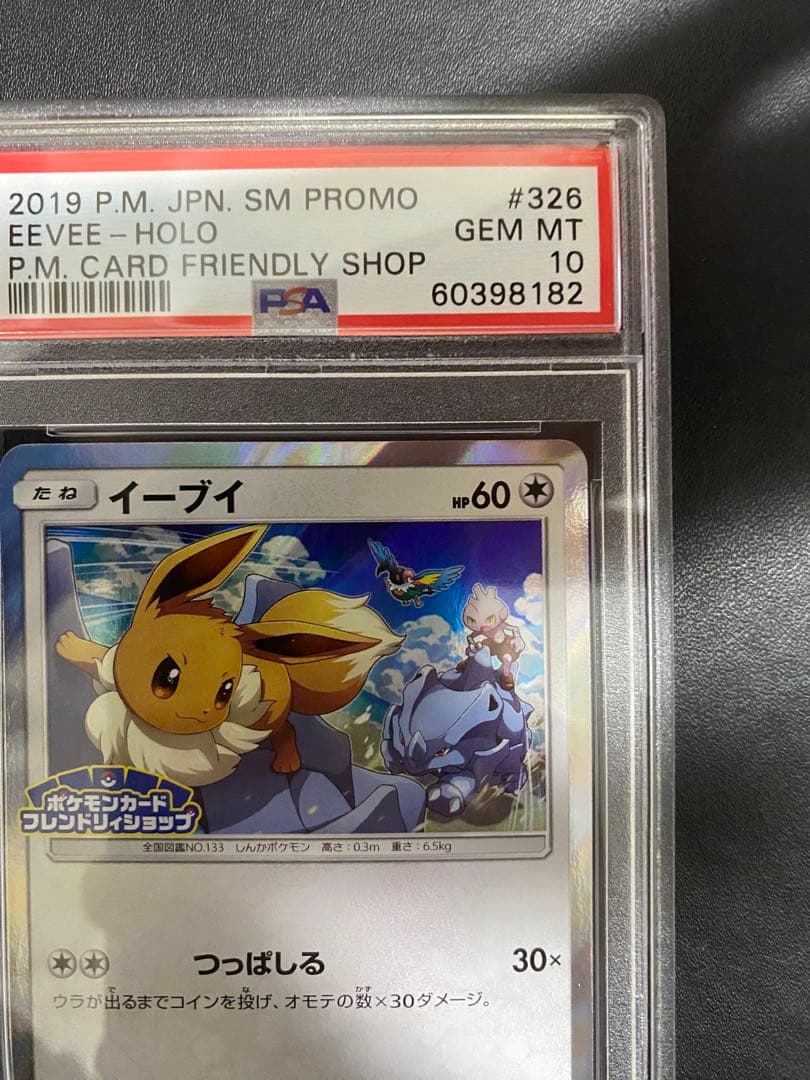 2019 P.M. JPN. SM PROMO #326
EEVEE-HOLO GEM MT
P.M. CARD FRIENDLY SHOP 10
PSA 60398182
たね イーブイ HP60
ポケモンカード
フレンドリィショップ
全国図鑑NO.133 しんかポケモン 高さ:0.3m 重さ:6.5kg
つっぱしる 30×
ウラが出るまでコインを投げ、オモテの数×30ダメージ。